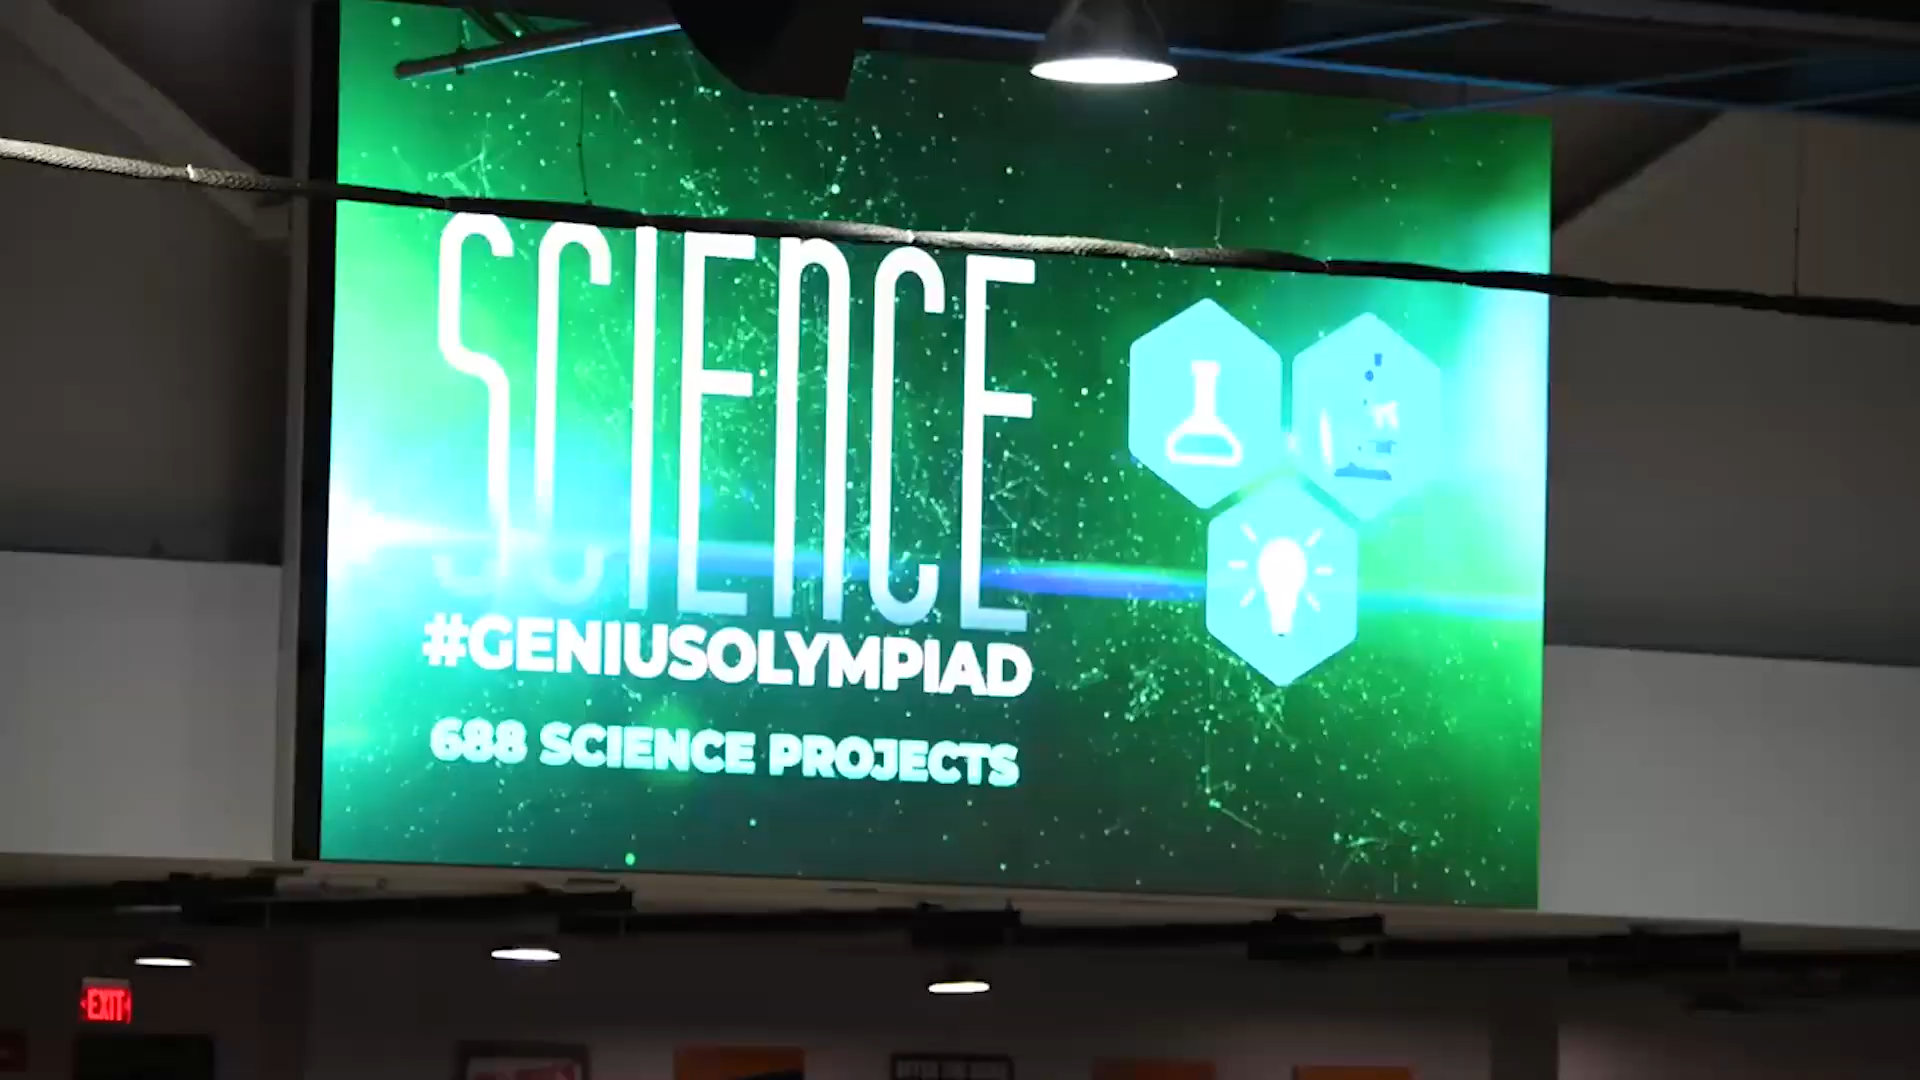 SCIENCE
#GENIUSOLYMPIAD
688 SCIENCE PROJECTS
EXIT